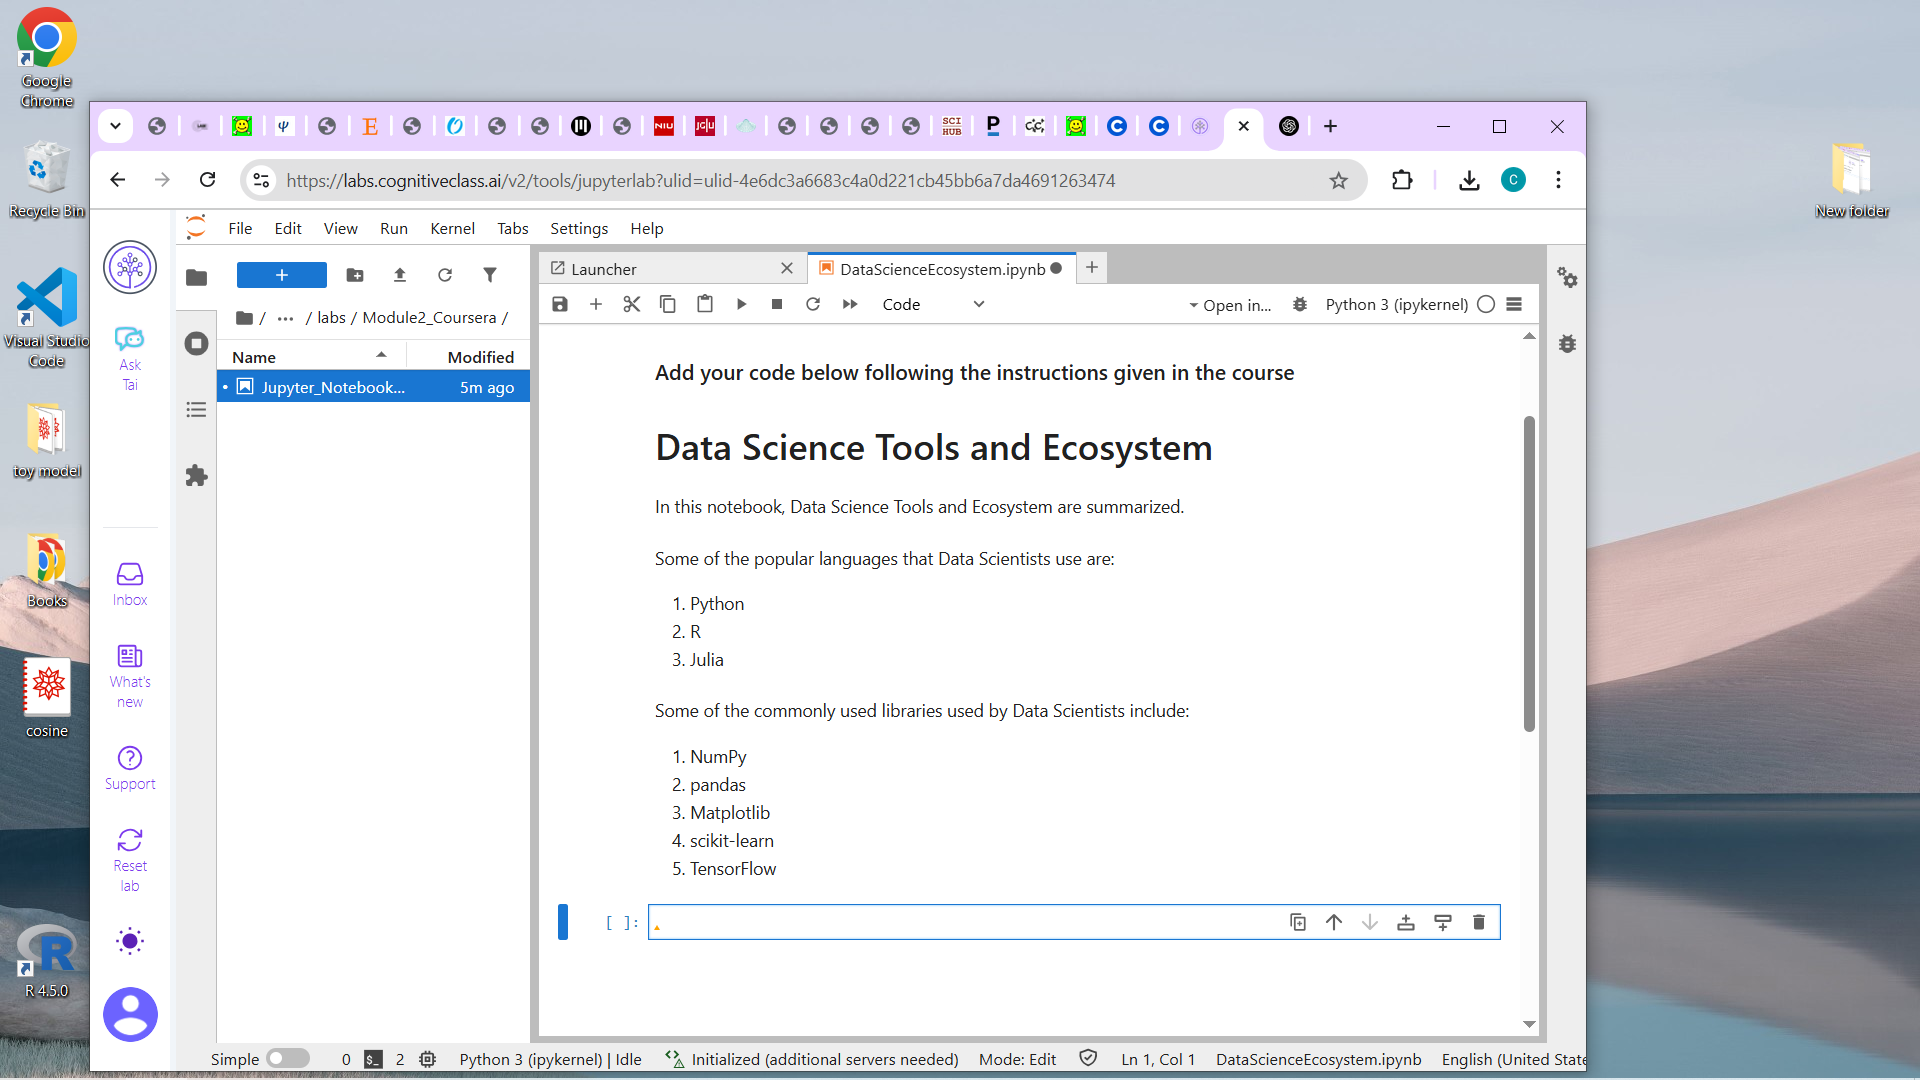 Google
Chrome
Recycle Bin
Visual Studio
Code
toy model
Books
cosine
R 4.5.0
New folder
NIU
JG|U
SCI
HUB
https://labs.cognitiveclass.ai/v2/tools/jupyterlab?ulid=ulid-4e6dc3a6683c4a0d221cb45bb6a7da4691263474
C
File Edit View Run Kernel Tabs Settings Help
Ask
Tai
Inbox
What's
new
Support
Reset
lab
/ ... / labs / Module2_Coursera /
Name Modified
Jupyter_Notebook... 5m ago
Launcher
DataScienceEcosystem.ipynb
Code
Open in...
Python 3 (ipykernel)
Add your code below following the instructions given in the course
Data Science Tools and Ecosystem
In this notebook, Data Science Tools and Ecosystem are summarized.
Some of the popular languages that Data Scientists use are:
1. Python
2. R
3. Julia
Some of the commonly used libraries used by Data Scientists include:
1. NumPy
2. pandas
3. Matplotlib
4. scikit-learn
5. TensorFlow
[ ]:
Simple 0 2 Python 3 (ipykernel) | Idle Initialized (additional servers needed) Mode: Edit Ln 1, Col 1 DataScienceEcosystem.ipynb English (United State